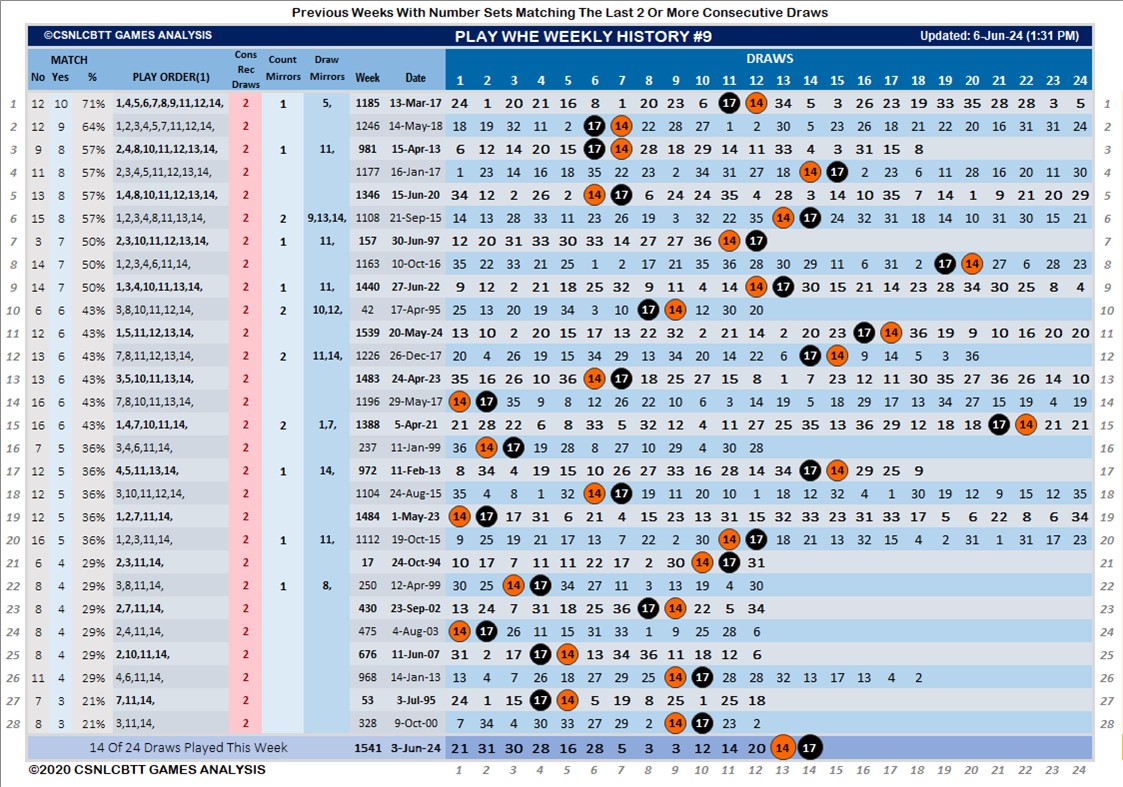 Previous Weeks With Number Sets Matching The Last 2 Or More Consecutive Draws
©CSNLCBTT GAMES ANALYSIS PLAY WHE WEEKLY HISTORY #9 Updated: 6-Jun-24 (1:31 PM)
MATCH Cons Rec Draws Count Mirrors Draw Mirrors DRAWS
No Yes % PLAY ORDER(1) Week Date 1 2 3 4 5 6 7 8 9 10 11 12 13 14 15 16 17 18 19 20 21 22 23 24
1 12 10 71% 1,4,5,6,7,8,9,11,12,14, 2 1 5, 1185 13-Mar-17 24 1 20 21 16 8 1 20 23 6 17 14 34 5 3 26 23 19 33 35 28 28 3 5 1
2 12 9 64% 1,2,3,4,5,7,11,12,14, 2 1246 14-May-18 18 19 32 11 2 17 14 22 28 27 1 2 30 5 23 26 18 21 22 20 16 31 31 24 2
3 9 8 57% 2,4,8,10,11,12,13,14, 2 1 11, 981 15-Apr-13 6 12 14 20 15 17 14 28 18 29 14 11 33 4 3 31 15 8 3
4 11 8 57% 2,3,4,5,11,12,13,14, 2 1177 16-Jan-17 1 23 14 16 18 35 22 23 2 34 31 27 18 14 17 2 23 6 11 28 16 20 11 30 4
5 13 8 57% 1,4,8,10,11,12,13,14, 2 1346 15-Jun-20 34 12 2 26 2 14 17 6 24 24 35 4 28 3 14 10 35 7 14 1 9 21 20 29 5
6 15 8 57% 1,2,3,4,8,11,13,14, 2 2 9,13,14, 1108 21-Sep-15 14 13 28 33 11 23 26 19 3 32 22 35 14 17 24 32 31 18 14 10 31 30 15 21 6
7 3 7 50% 2,3,10,11,12,13,14, 2 1 11, 157 30-Jun-97 12 20 31 33 30 33 14 27 27 36 14 17 7
8 14 7 50% 1,2,3,4,6,11,14, 2 1163 10-Oct-16 35 22 33 21 25 1 2 17 21 35 36 28 30 29 11 6 31 2 17 14 27 6 28 23 8
9 14 7 50% 1,3,4,10,11,13,14, 2 1 11, 1440 27-Jun-22 9 12 2 21 18 25 32 9 11 4 14 14 17 30 15 21 14 23 28 34 30 25 8 4 9
10 6 6 43% 3,8,10,11,12,14, 2 2 10,12, 42 17-Apr-95 25 13 20 19 34 3 10 17 14 12 30 20 10
11 12 6 43% 1,5,11,12,13,14, 2 1539 20-May-24 13 10 2 20 15 17 13 22 32 2 21 14 2 20 23 17 14 36 19 9 10 16 20 20 11
12 13 6 43% 7,8,11,12,13,14, 2 2 11,14, 1226 26-Dec-17 20 4 26 19 15 34 29 13 34 20 14 22 6 17 14 9 14 5 3 36 12
13 13 6 43% 3,5,10,11,13,14, 2 1483 24-Apr-23 35 16 26 10 36 14 17 18 25 27 15 8 1 7 23 12 11 30 35 27 36 26 14 10 13
14 16 6 43% 7,8,10,11,13,14, 2 1196 29-May-17 14 17 35 9 8 12 26 22 10 6 3 14 19 5 18 29 17 13 34 27 15 19 4 19 14
15 16 6 43% 1,4,7,10,11,14, 2 2 1,7, 1388 5-Apr-21 21 28 22 6 8 33 5 32 12 4 11 27 25 35 13 36 29 12 18 18 17 14 21 21 15
16 7 5 36% 3,4,6,11,14, 2 237 11-Jan-99 36 14 17 19 28 8 27 10 29 4 30 28 16
17 12 5 36% 4,5,11,13,14, 2 1 14, 972 11-Feb-13 8 34 4 19 15 10 26 27 33 16 28 14 34 17 14 29 25 9 17
18 12 5 36% 3,10,11,12,14, 2 1104 24-Aug-15 35 4 8 1 32 14 17 19 11 20 10 1 18 12 32 4 1 30 19 12 9 15 12 35 18
19 12 5 36% 1,2,7,11,14, 2 1484 1-May-23 14 17 17 31 6 21 4 15 23 13 31 15 32 33 23 31 33 17 5 6 22 8 6 34 19
20 16 5 36% 1,2,3,11,14, 2 1 11, 1112 19-Oct-15 9 25 19 21 17 13 7 22 2 30 14 17 18 21 13 32 15 4 2 31 1 31 17 23 20
21 6 4 29% 2,3,11,14, 2 17 24-Oct-94 10 17 7 11 11 22 17 2 30 14 17 31 21
22 8 4 29% 3,8,11,14, 2 1 8, 250 12-Apr-99 30 25 14 17 34 27 11 3 13 19 4 30 22
23 8 4 29% 2,7,11,14, 2 430 23-Sep-02 13 24 7 31 18 25 36 17 14 22 5 34 23
24 8 4 29% 2,4,11,14, 2 475 4-Aug-03 14 17 26 11 15 31 33 1 9 25 28 6 24
25 8 4 29% 2,10,11,14, 2 676 11-Jun-07 31 2 17 17 14 13 34 36 11 18 12 6 25
26 11 4 29% 4,6,11,14, 2 968 14-Jan-13 13 4 7 26 18 27 29 25 14 17 28 28 32 13 17 13 4 2 26
27 7 3 21% 7,11,14, 2 53 3-Jul-95 24 1 15 17 14 5 19 8 25 1 25 18 27
28 8 3 21% 3,11,14, 2 328 9-Oct-00 7 34 4 30 33 27 29 2 14 17 23 2 28
14 Of 24 Draws Played This Week 1541 3-Jun-24 21 31 30 28 16 28 5 3 3 12 14 20 14 17
©2020 CSNLCBTT GAMES ANALYSIS 1 2 3 4 5 6 7 8 9 10 11 12 13 14 15 16 17 18 19 20 21 22 23 24